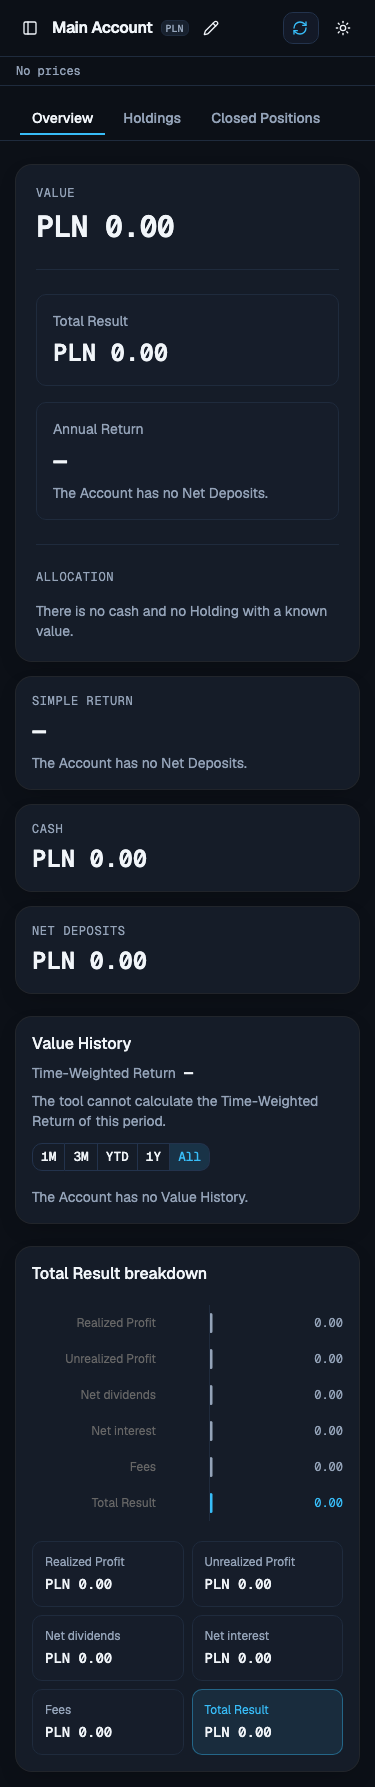 Main Account PLN
No prices
Overview Holdings Closed Positions
VALUE
PLN 0.00
Total Result
PLN 0.00
Annual Return
—
The Account has no Net Deposits.
ALLOCATION
There is no cash and no Holding with a known
value.
SIMPLE RETURN
—
The Account has no Net Deposits.
CASH
PLN 0.00
NET DEPOSITS
PLN 0.00
Value History
Time-Weighted Return —
The tool cannot calculate the Time-Weighted
Return of this period.
1M 3M YTD 1Y All
The Account has no Value History.
Total Result breakdown
Realized Profit 0.00
Unrealized Profit 0.00
Net dividends 0.00
Net interest 0.00
Fees 0.00
Total Result 0.00
Realized Profit Unrealized Profit
PLN 0.00 PLN 0.00
Net dividends Net interest
PLN 0.00 PLN 0.00
Fees Total Result
PLN 0.00 PLN 0.00